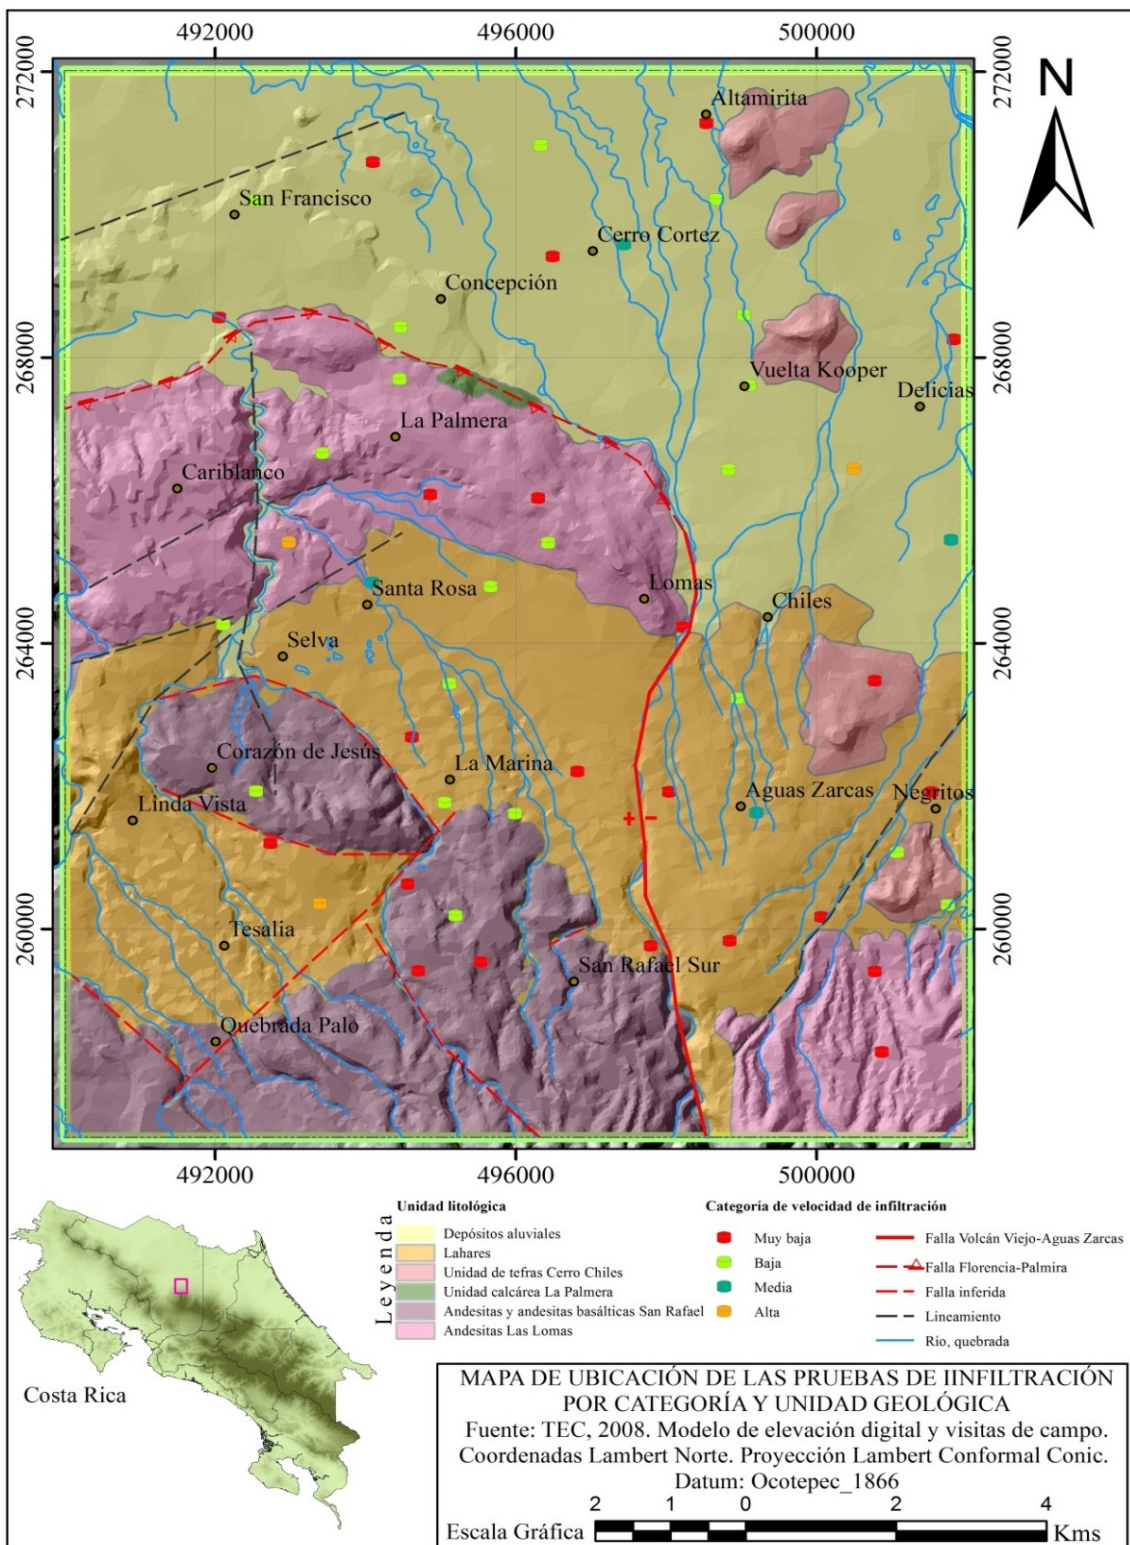 492000
496000
500000
272000
272000
N
Altamirita
San Francisco
Cerro Cortez
Concepción
268000
268000
Vuelta Kooper
Delicias
La Palmera
Cariblanco
Santa Rosa
Lomas
Chiles
264000
264000
Selva
Corazón de Jesús
La Marina
Linda Vista
Aguas Zarcas
Negritos
+ -
260000
260000
Tesalia
San Rafael Sur
Quebrada Palo
492000
496000
500000
Leyenda
Unidad litológica
Depósitos aluviales
Lahares
Unidad de tefras Cerro Chiles
Unidad calcárea La Palmera
Andesitas y andesitas basálticas San Rafael
Andesitas Las Lomas
Categoría de velocidad de infiltración
Muy baja
Baja
Media
Alta
Falla Volcán Viejo-Aguas Zarcas
Falla Florencia-Palmira
Falla inferida
Lineamiento
Río, quebrada
Costa Rica
MAPA DE UBICACIÓN DE LAS PRUEBAS DE IINFILTRACIÓN
POR CATEGORÍA Y UNIDAD GEOLÓGICA
Fuente: TEC, 2008. Modelo de elevación digital y visitas de campo.
Coordenadas Lambert Norte. Proyección Lambert Conformal Conic.
Datum: Ocotepec_1866
2 1 0 2 4
Escala Gráfica Kms